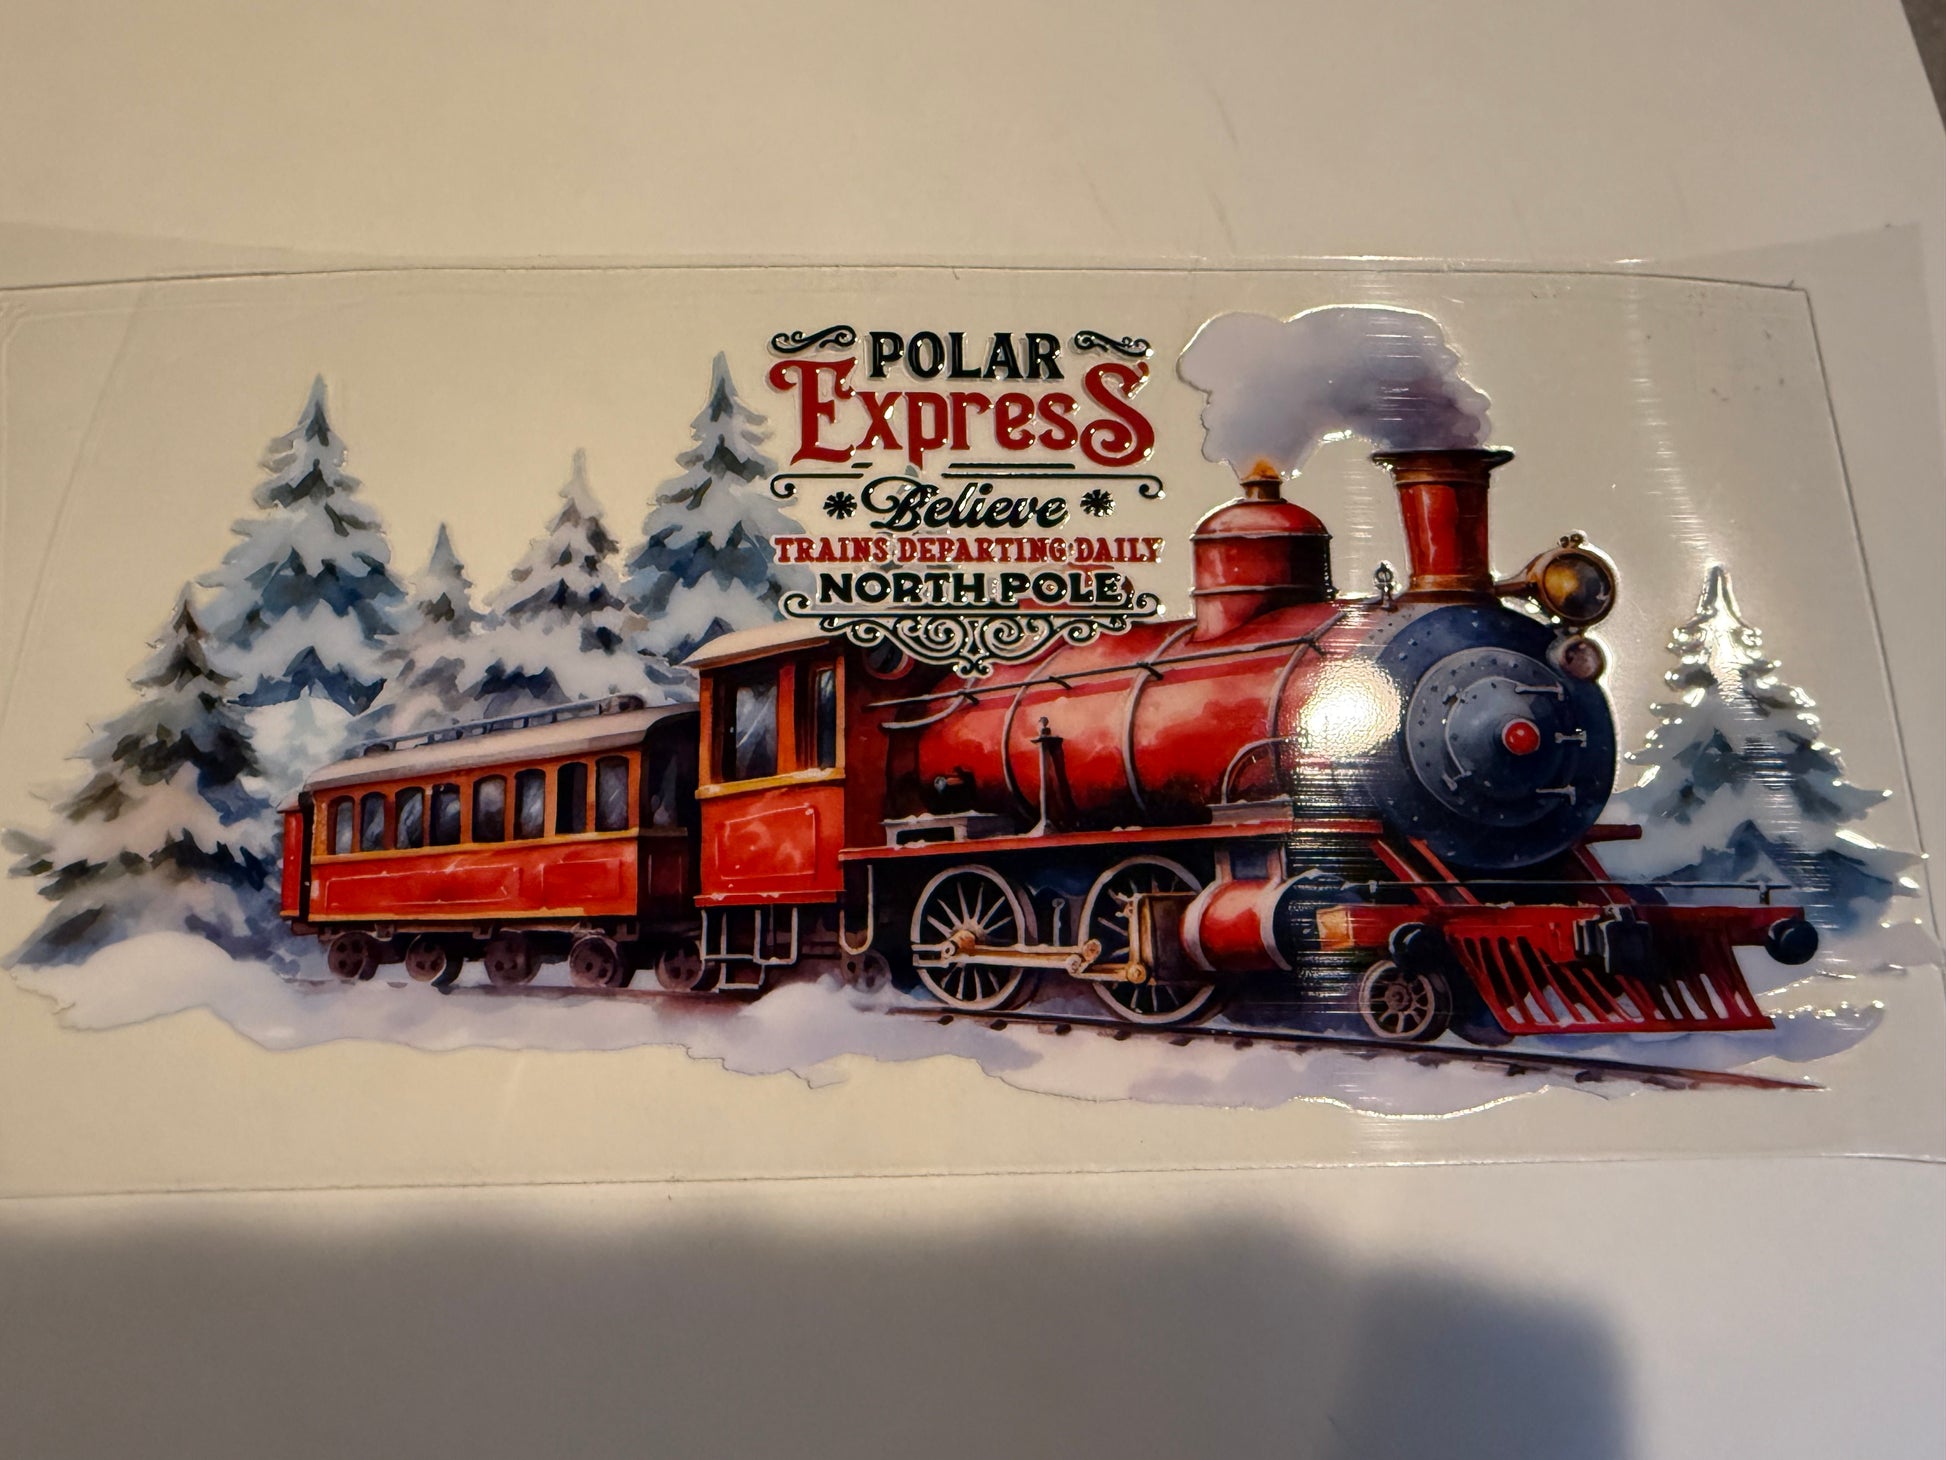 POLAR
ExpresS
Believe
TRAINS DEPARTING DAILY
NORTH POLE